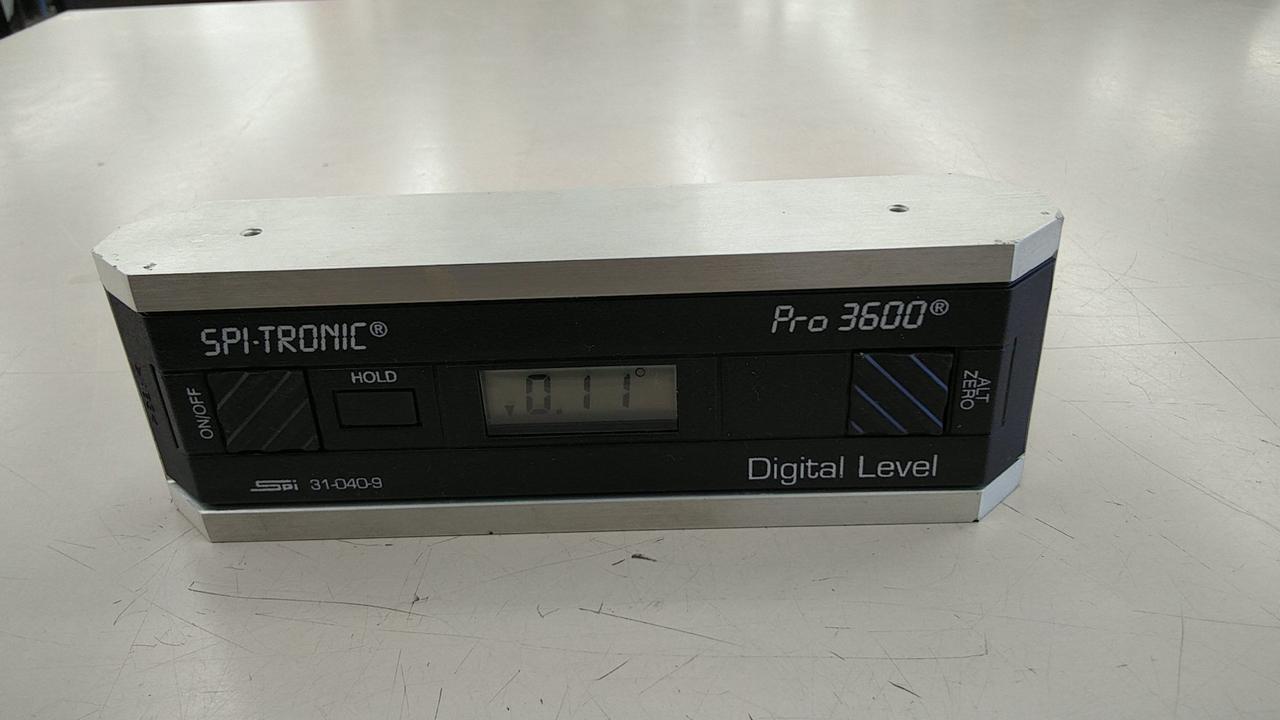 SPI-TRONIC®
Pro 3600®
ON/OFF
HOLD
0.11°
ALT
ZERO
SPI 31-040-9
Digital Level